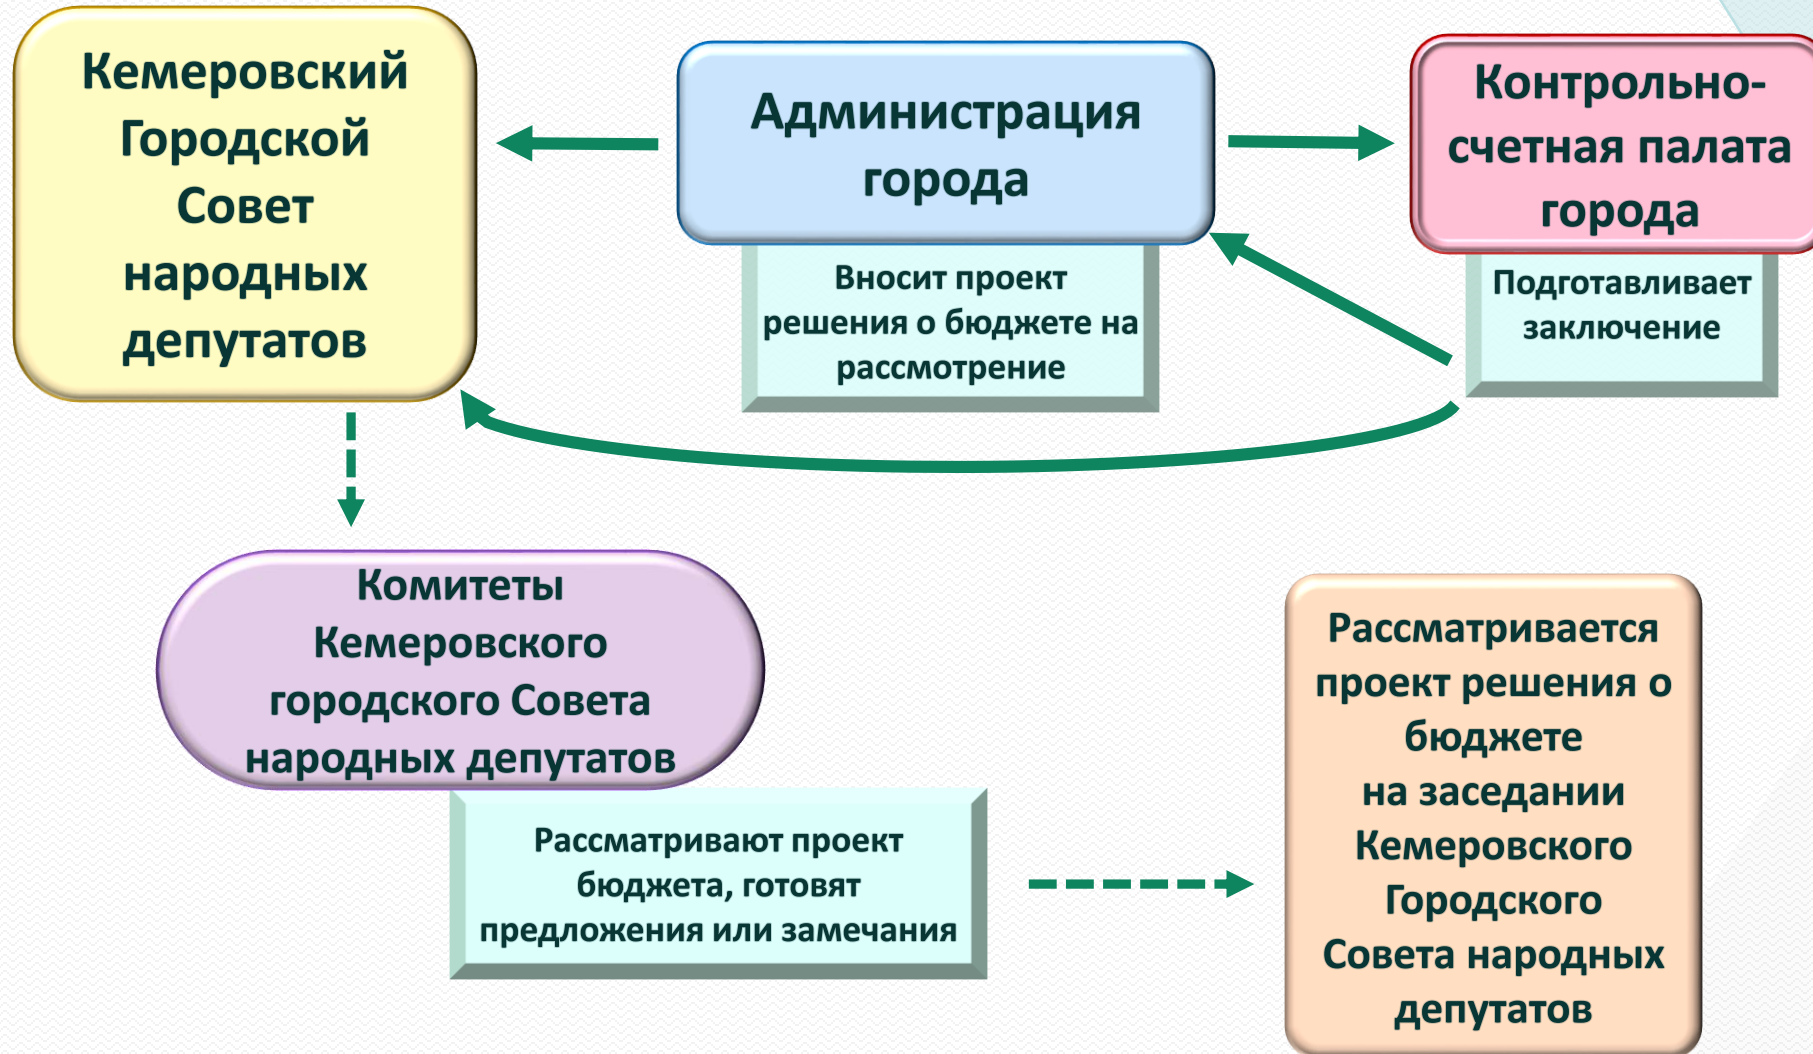 Кемеровский
Городской
Совет
народных
депутатов
Администрация
города
Контрольно-
счетная палата
города
Вносит проект
решения о бюджете на
рассмотрение
Подготавливает
заключение
Комитеты
Кемеровского
городского Совета
народных депутатов
Рассматривают проект
бюджета, готовят
предложения или замечания
Рассматривается
проект решения о
бюджете
на заседании
Кемеровского
Городского
Совета народных
депутатов